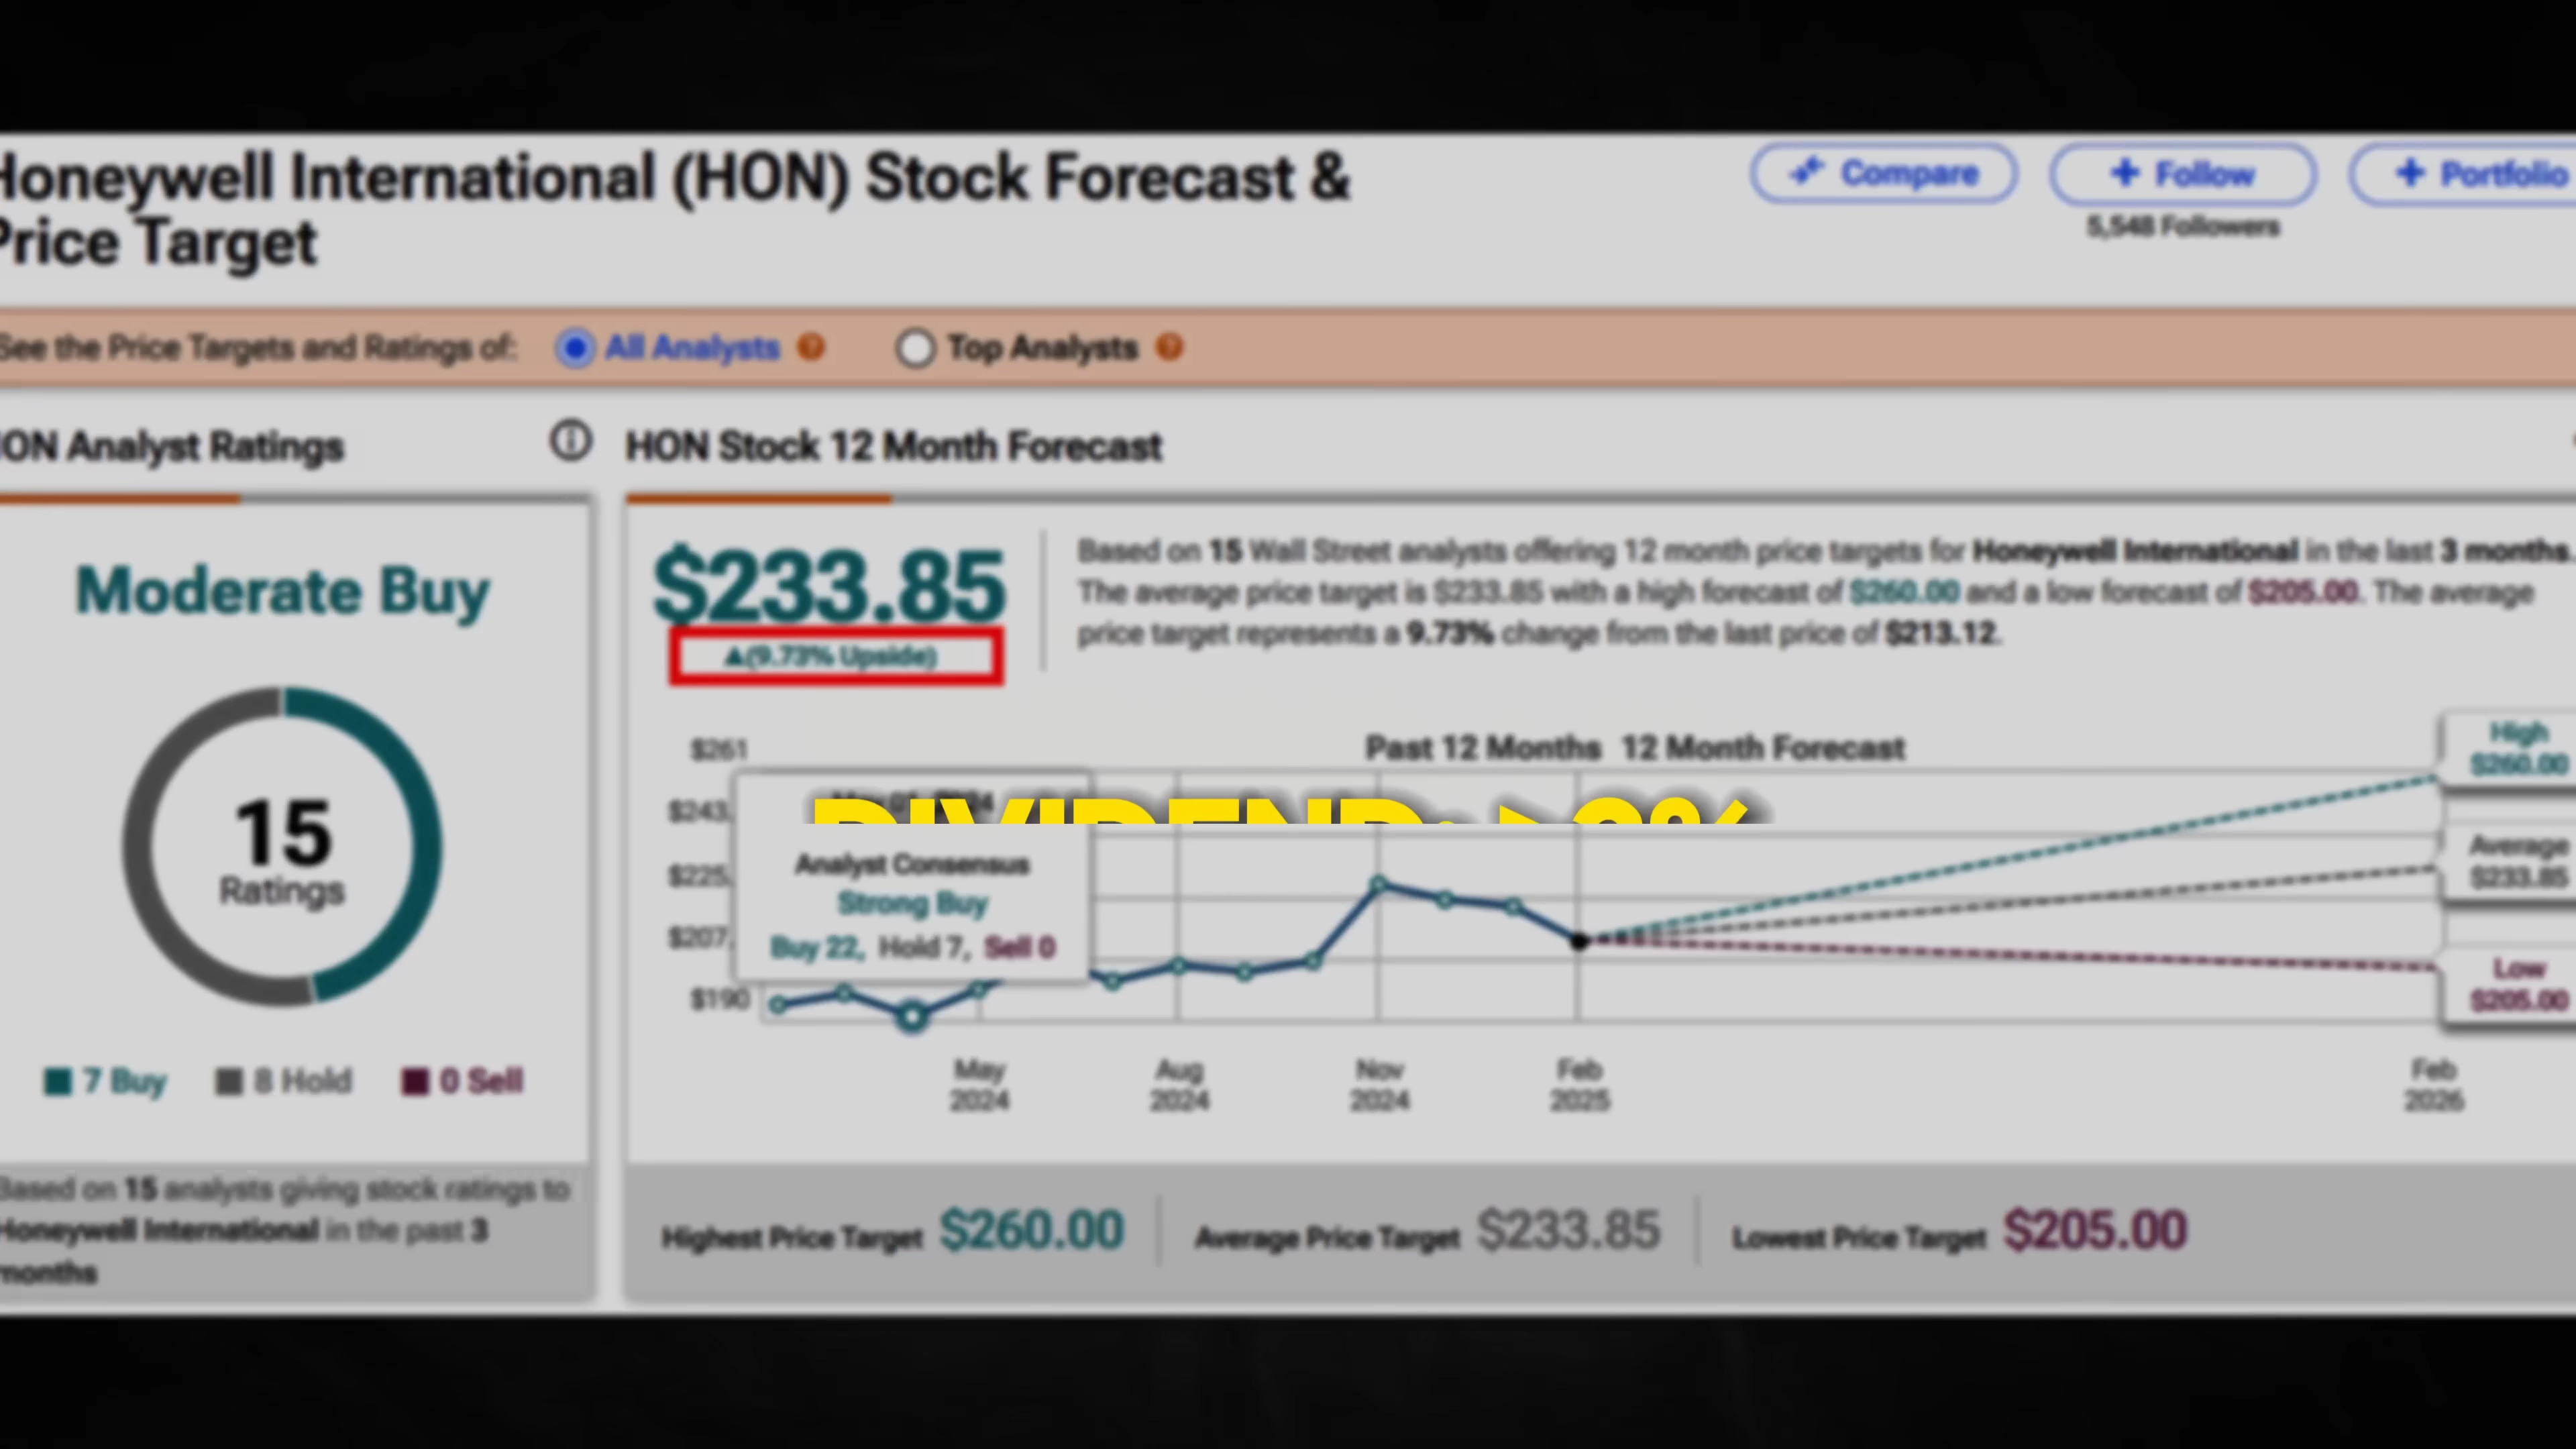 Honeywell International (HON) Stock Forecast &
Price Target
Compare
Follow
Portfolio
5,548 Followers
See the Price Targets and Ratings of:
All Analysts
Top Analysts
HON Analyst Ratings
HON Stock 12 Month Forecast
Moderate Buy
15
Ratings
7 Buy
8 Hold
0 Sell
Based on 15 analysts giving stock ratings to
Honeywell International in the past 3
months
$233.85
▲(9.73% Upside)
Based on 15 Wall Street analysts offering 12 month price targets for Honeywell International in the last 3 months.
The average price target is $233.85 with a high forecast of $260.00 and a low forecast of $205.00. The average
price target represents a 9.73% change from the last price of $213.12.
Past 12 Months
12 Month Forecast
$261
$243
$225
$207
$190
Analyst Consensus
Strong Buy
Buy 22, Hold 7, Sell 0
DIVIDEND:
High
$260.00
Average
$233.85
Low
$205.00
May
2024
Aug
2024
Nov
2024
Feb
2025
Feb
2026
Highest Price Target $260.00
Average Price Target $233.85
Lowest Price Target $205.00